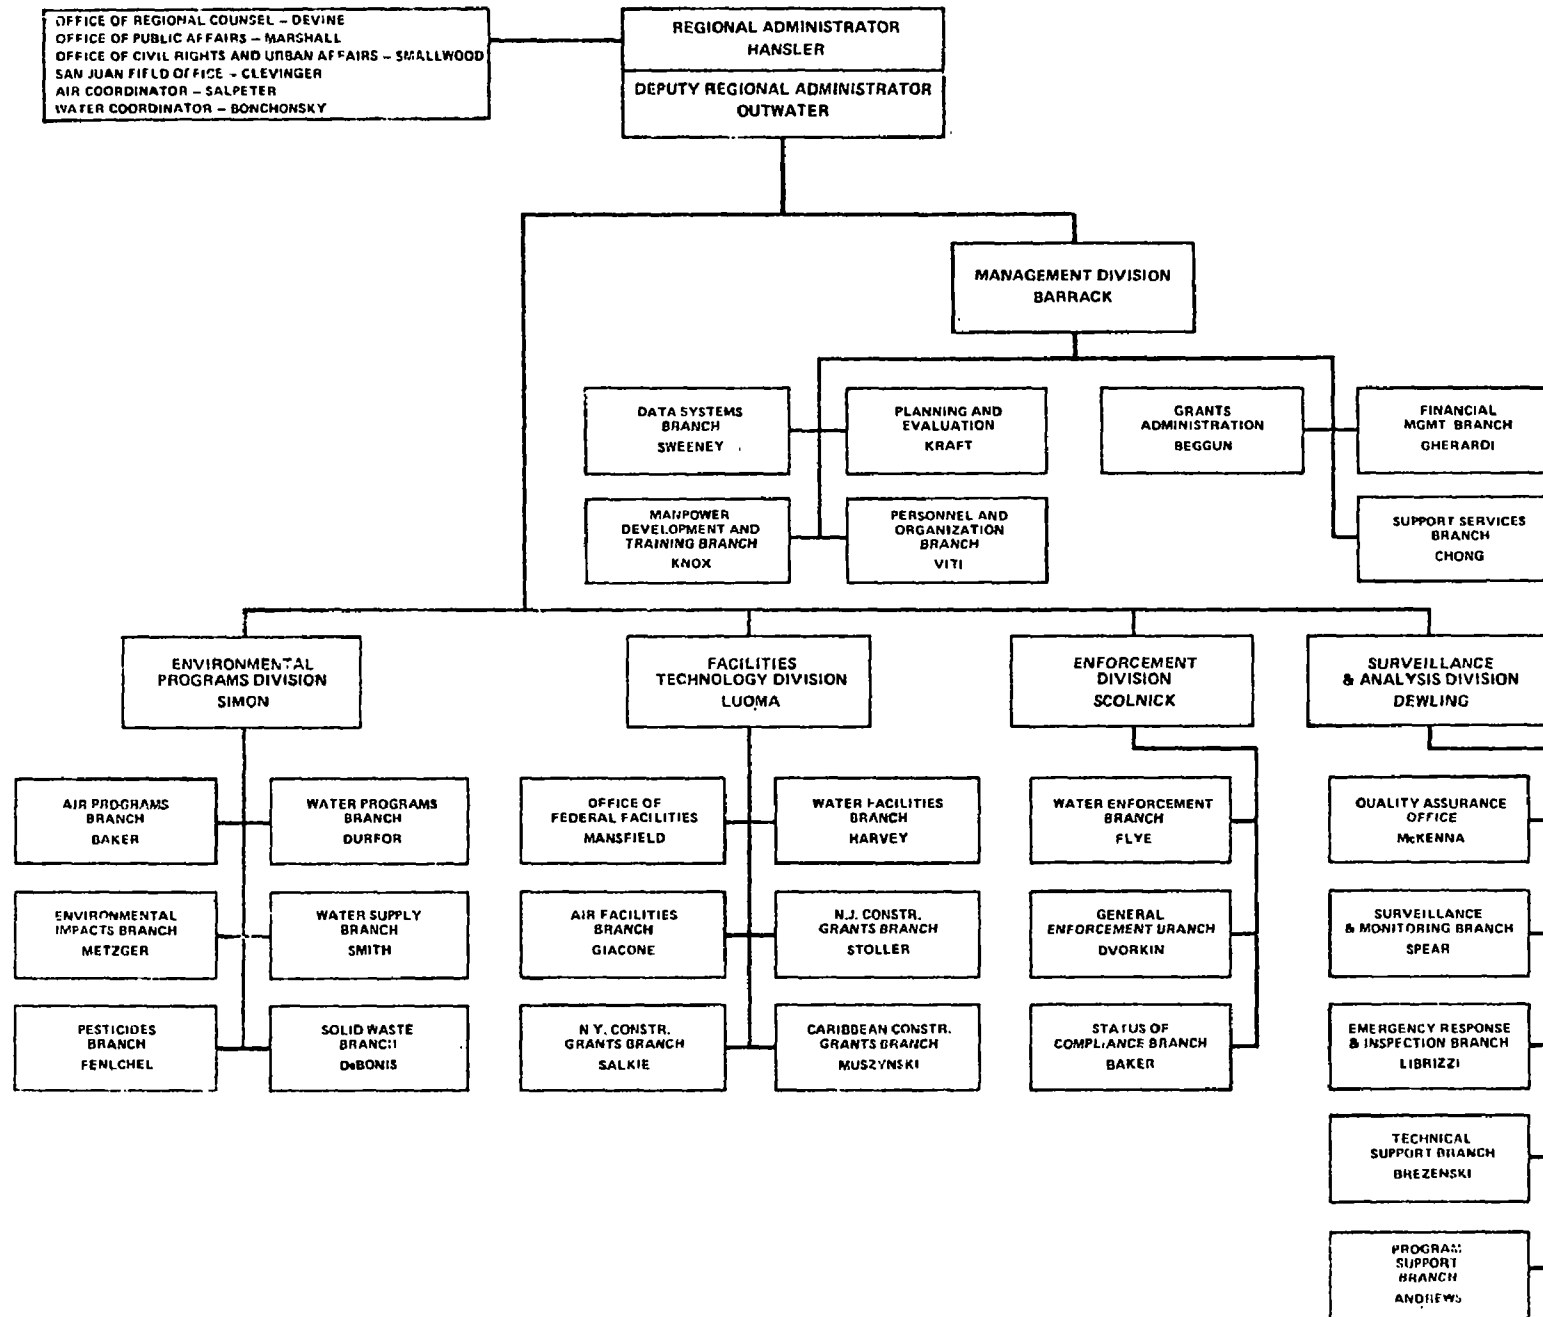 OFFICE OF REGIONAL COUNSEL – DEVINE
OFFICE OF PUBLIC AFFAIRS – MARSHALL
OFFICE OF CIVIL RIGHTS AND URBAN AFFAIRS – SMALLWOOD
SAN JUAN FIELD OFFICE – CLEVINGER
AIR COORDINATOR – SALPETER
WATER COORDINATOR – BONCHONSKY
REGIONAL ADMINISTRATOR
HANSLER
DEPUTY REGIONAL ADMINISTRATOR
OUTWATER
MANAGEMENT DIVISION
BARRACK
DATA SYSTEMS
BRANCH
SWEENEY
PLANNING AND
EVALUATION
KRAFT
GRANTS
ADMINISTRATION
BEGGUN
FINANCIAL
MGMT BRANCH
GHERARDI
MANPOWER
DEVELOPMENT AND
TRAINING BRANCH
KNOX
PERSONNEL AND
ORGANIZATION
BRANCH
VITI
SUPPORT SERVICES
BRANCH
CHONG
ENVIRONMENTAL
PROGRAMS DIVISION
SIMON
FACILITIES
TECHNOLOGY DIVISION
LUOMA
ENFORCEMENT
DIVISION
SCOLNICK
SURVEILLANCE
& ANALYSIS DIVISION
DEWLING
AIR PROGRAMS
BRANCH
BAKER
WATER PROGRAMS
BRANCH
DURFOR
OFFICE OF
FEDERAL FACILITIES
MANSFIELD
WATER FACILITIES
BRANCH
HARVEY
WATER ENFORCEMENT
BRANCH
FLYE
QUALITY ASSURANCE
OFFICE
McKENNA
ENVIRONMENTAL
IMPACTS BRANCH
METZGER
WATER SUPPLY
BRANCH
SMITH
AIR FACILITIES
BRANCH
GIACONE
N.J. CONSTR.
GRANTS BRANCH
STOLLER
GENERAL
ENFORCEMENT BRANCH
DVORKIN
SURVEILLANCE
& MONITORING BRANCH
SPEAR
PESTICIDES
BRANCH
SOLID WASTE
BRANCH
DeBONIS
N Y. CONSTR.
GRANTS BRANCH
SALKIE
CARIBBEAN CONSTR.
GRANTS BRANCH
MUSZYNSKI
STATUS OF
COMPLIANCE BRANCH
BAKER
EMERGENCY RESPONSE
& INSPECTION BRANCH
LIBRIZZI
TECHNICAL
SUPPORT BRANCH
BREZENSKI
PROGRAM
SUPPORT
BRANCH
ANDREWS